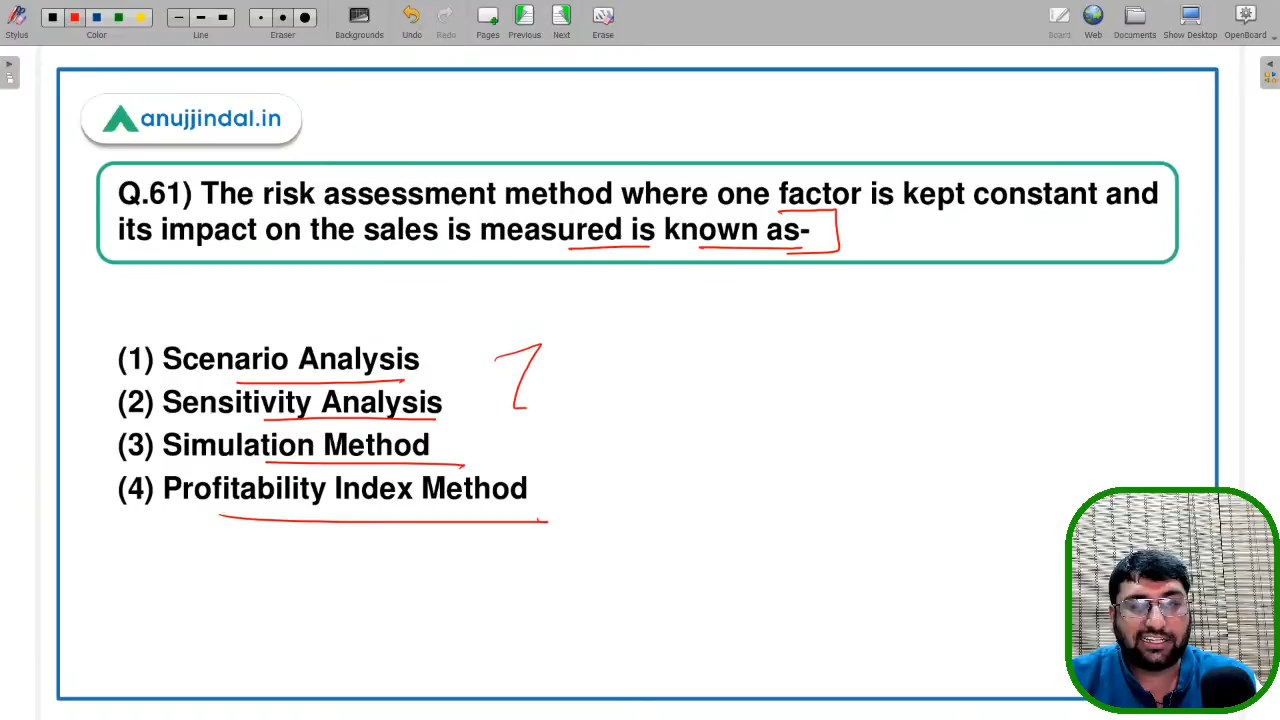 Stylus
Color
Line
Eraser
Backgrounds
Undo
Redo
Pages
Previous
Next
Erase
Board
Web
Documents
Show Desktop
OpenBoard
anujjindal.in
Q.61) The risk assessment method where one factor is kept constant and
its impact on the sales is measured is known as-
(1) Scenario Analysis
(2) Sensitivity Analysis
(3) Simulation Method
(4) Profitability Index Method